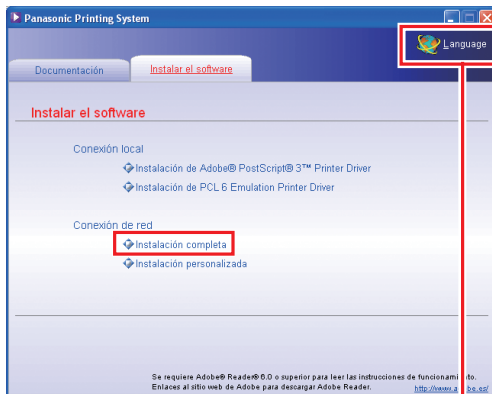 Panasonic Printing System
Language
Documentación
Instalar el software
Instalar el software
Conexión local
Instalación de Adobe® PostScript® 3™ Printer Driver
Instalación de PCL 6 Emulation Printer Driver
Conexión de red
Instalación completa
Instalación personalizada
Se requiere Adobe® Reader® 6.0 o superior para leer las instrucciones de funcionamiento.
Enlaces al sitio web de Adobe para descargar Adobe Reader.